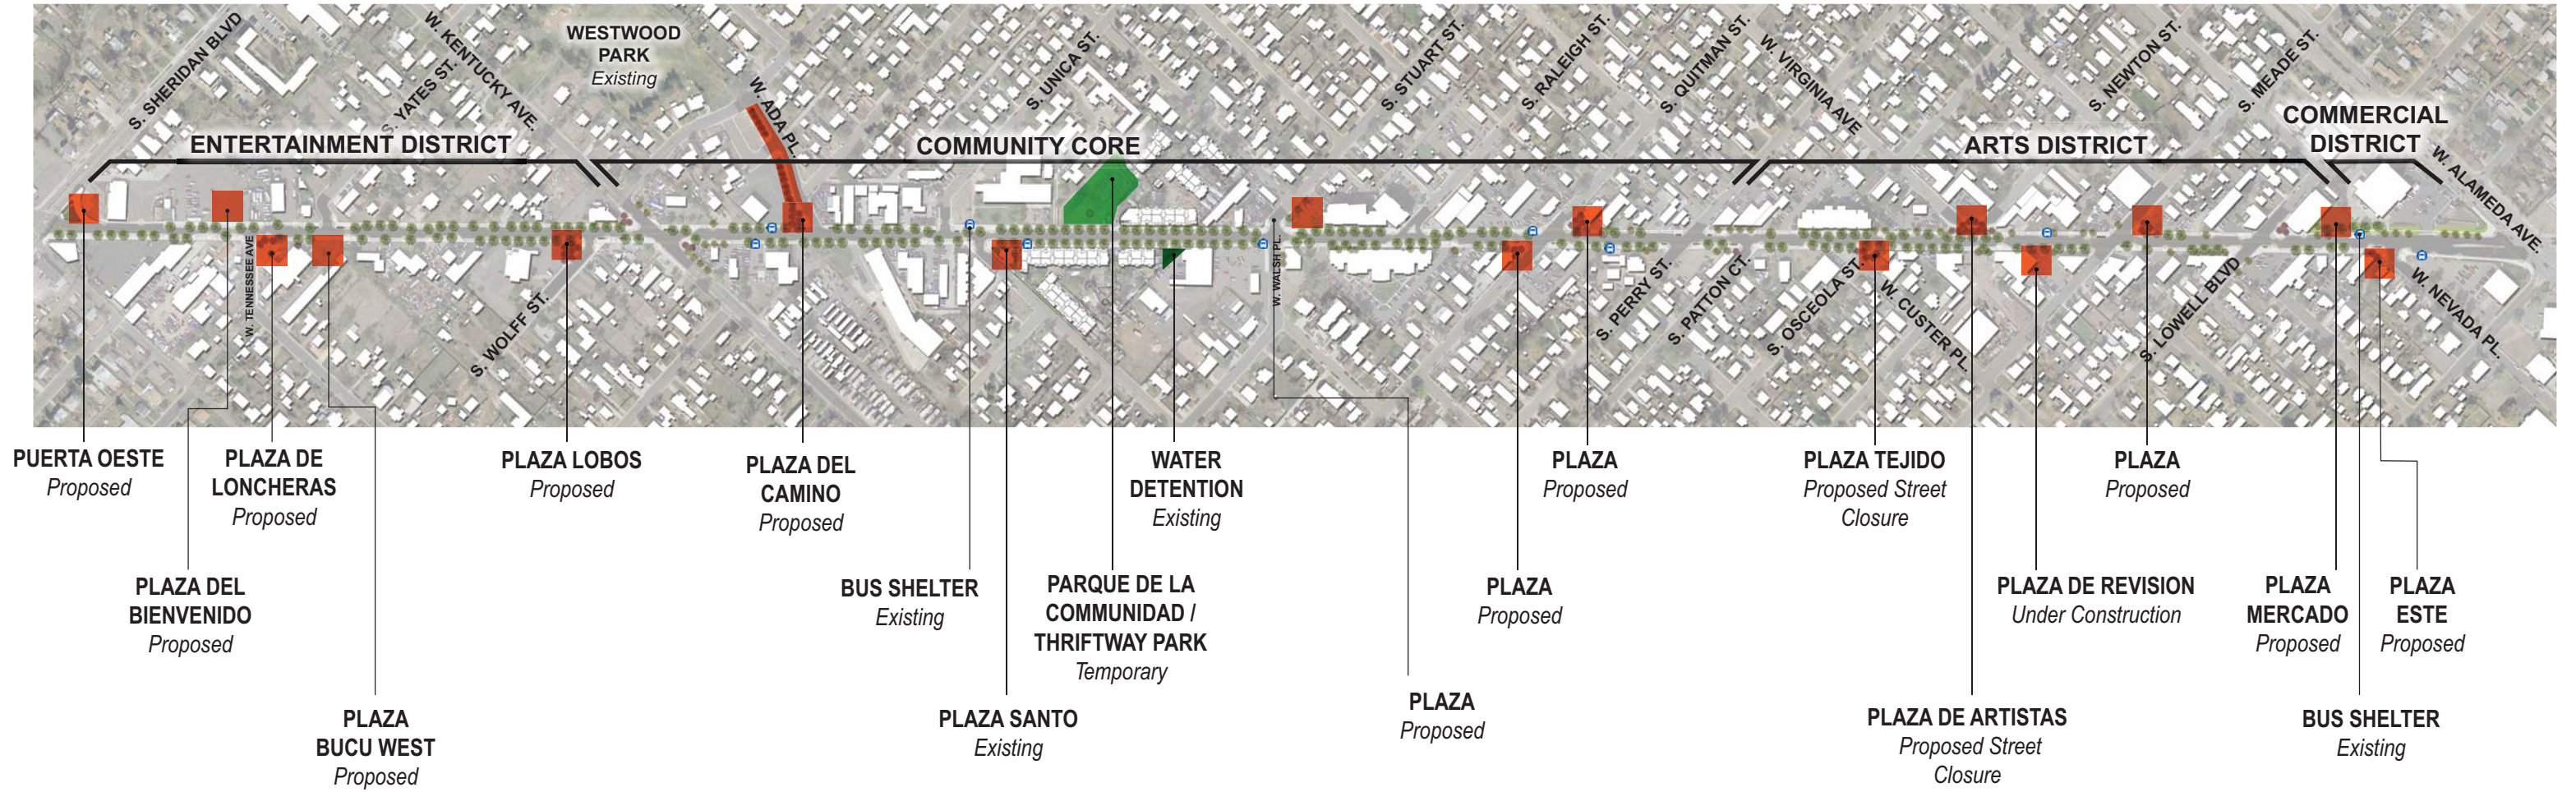 S. SHERIDAN BLVD
W. KENTUCKY AVE.
S. YATES ST.
WESTWOOD
PARK
Existing
W. ADA PL.
S. UNICA ST.
S. STUART ST.
S. RALEIGH ST.
S. QUITMAN ST.
W. VIRGINIA AVE
S. NEWTON ST.
S. MEADE ST.
ENTERTAINMENT DISTRICT
COMMUNITY CORE
ARTS DISTRICT
COMMERCIAL
DISTRICT
W. ALAMEDA AVE.
W. TENNESSEE AVE
S. WOLFF ST.
W. WALSH PL.
S. PERRY ST.
S. PATTON CT.
S. OSCEOLA ST.
W. CUSTER PL.
S. LOWELL BLVD
W. NEVADA PL.
PUERTA OESTE
Proposed
PLAZA DE
LONCHERAS
Proposed
PLAZA LOBOS
Proposed
PLAZA DEL
CAMINO
Proposed
WATER
DETENTION
Existing
PLAZA
Proposed
PLAZA TEJIDO
Proposed Street
Closure
PLAZA
Proposed
PLAZA DEL
BIENVENIDO
Proposed
BUS SHELTER
Existing
PARQUE DE LA
COMMUNIDAD /
THRIFTWAY PARK
Temporary
PLAZA
Proposed
PLAZA DE REVISION
Under Construction
PLAZA
MERCADO
Proposed
PLAZA
ESTE
Proposed
PLAZA
BUCU WEST
Proposed
PLAZA SANTO
Existing
PLAZA
Proposed
PLAZA DE ARTISTAS
Proposed Street
Closure
BUS SHELTER
Existing